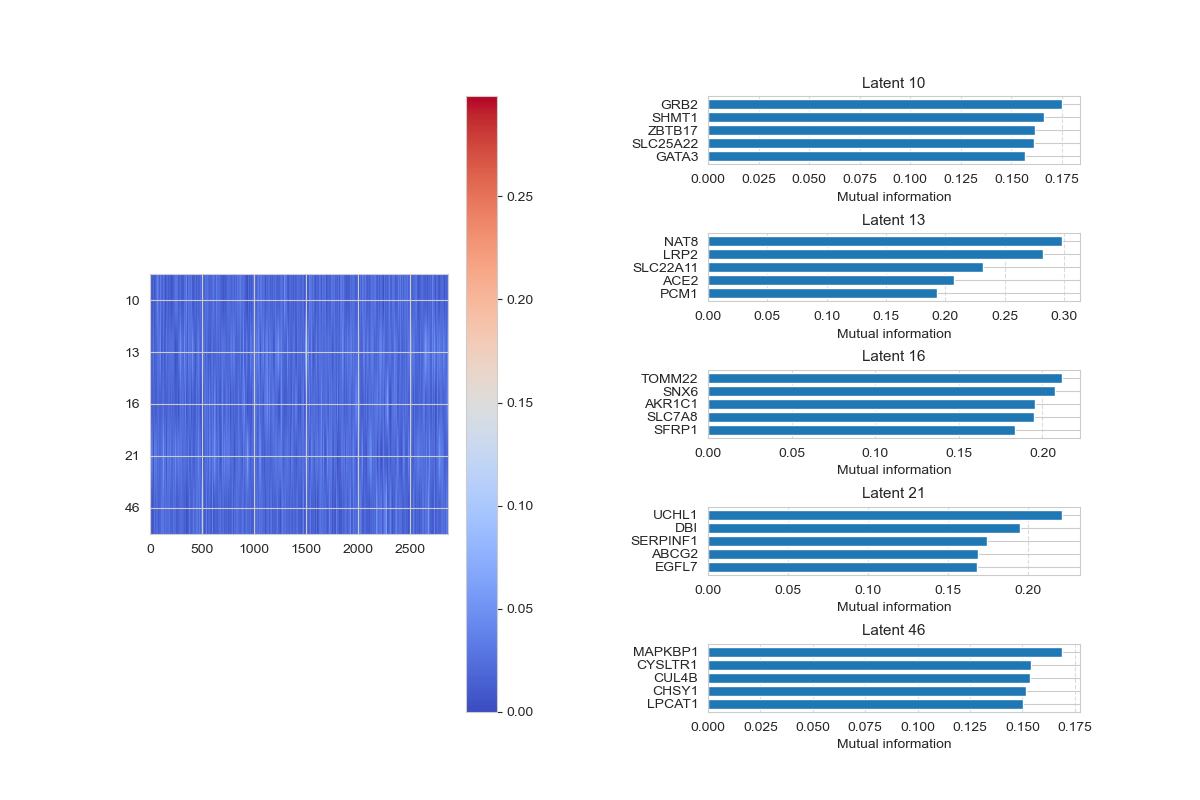 10
13
16
21
46
0
500
1000
1500
2000
2500
0.25
0.20
0.15
0.10
0.05
0.00
Latent 10
GRB2
SHMT1
ZBTB17
SLC25A22
GATA3
0.000 0.025 0.050 0.075 0.100 0.125 0.150 0.175
Mutual information
Latent 13
NAT8
LRP2
SLC22A11
ACE2
PCM1
0.00 0.05 0.10 0.15 0.20 0.25 0.30
Mutual information
Latent 16
TOMM22
SNX6
AKR1C1
SLC7A8
SFRP1
0.00 0.05 0.10 0.15 0.20
Mutual information
Latent 21
UCHL1
DBI
SERPINF1
ABCG2
EGFL7
0.00 0.05 0.10 0.15 0.20
Mutual information
Latent 46
MAPKBP1
CYSLTR1
CUL4B
CHSY1
LPCAT1
0.000 0.025 0.050 0.075 0.100 0.125 0.150 0.175
Mutual information